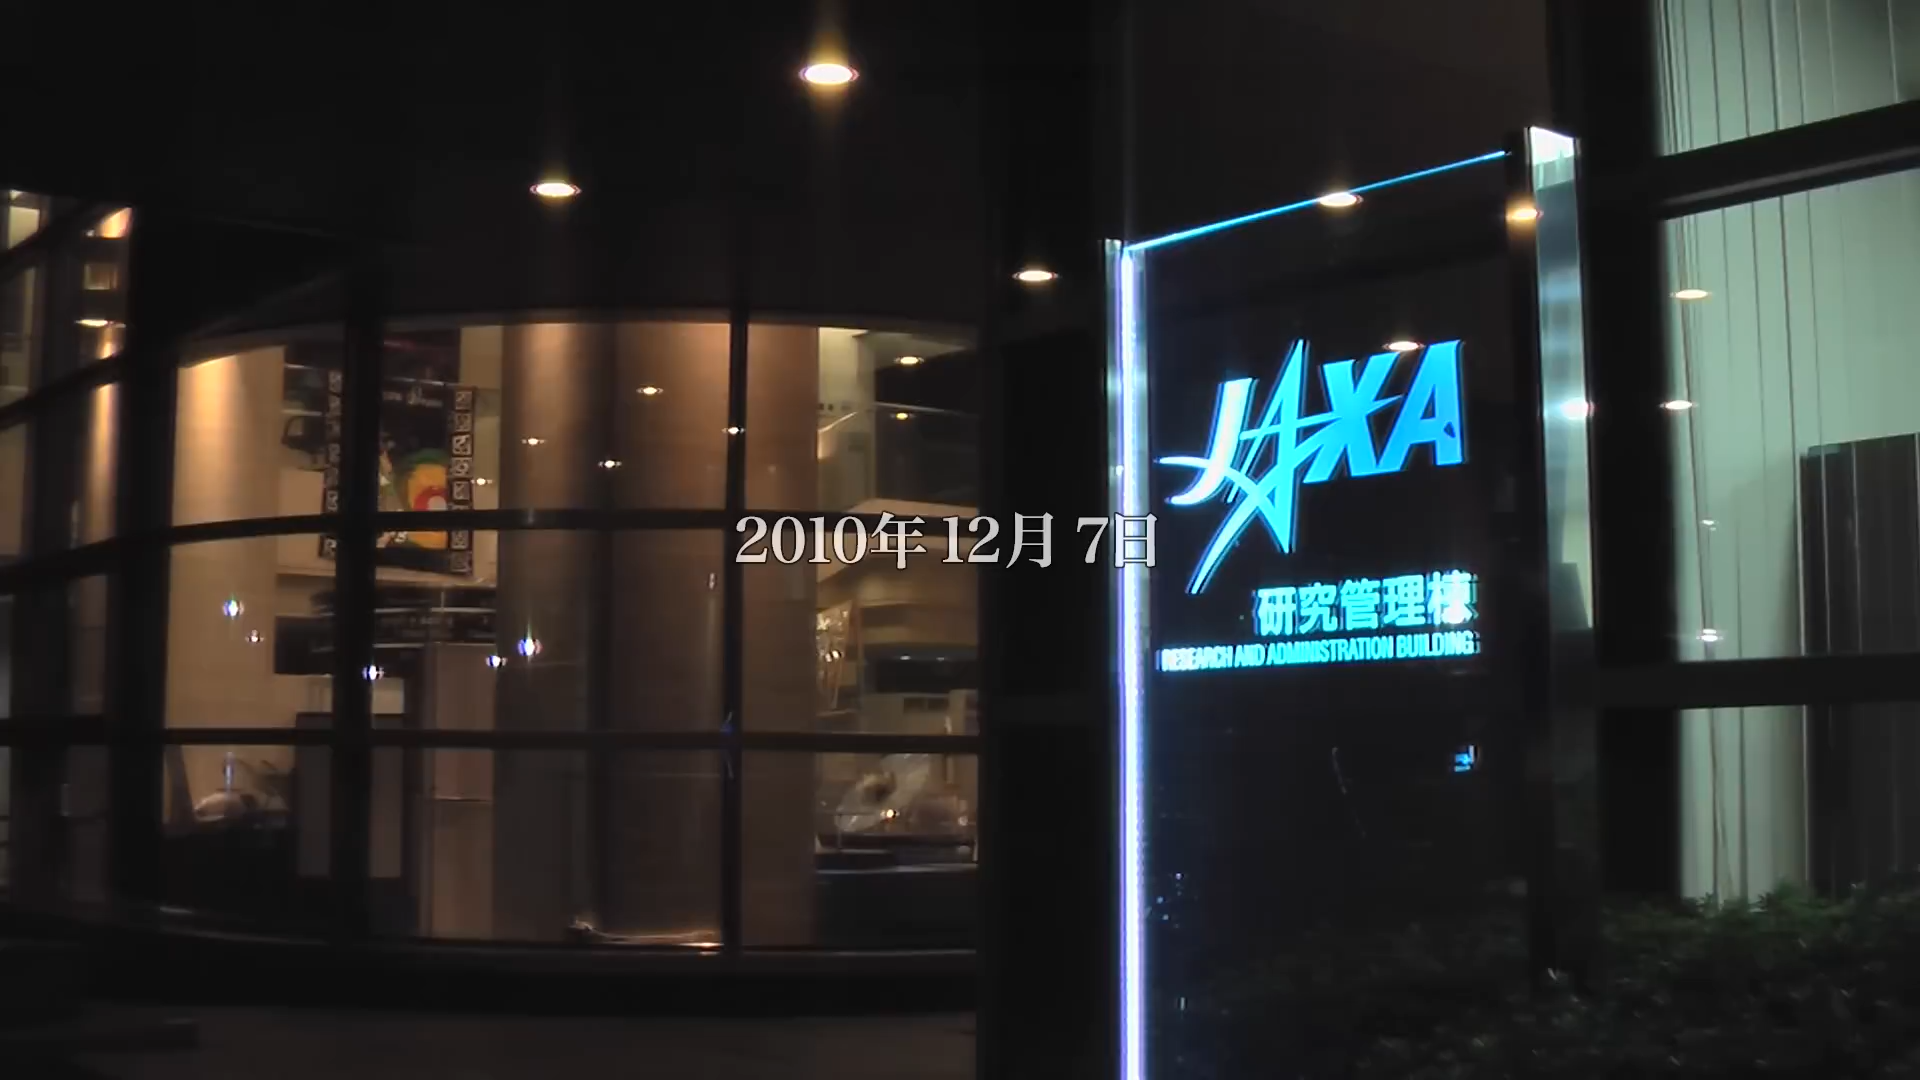 JAXA
2010年 12月 7日
研究管理棟
RESEARCH AND ADMINISTRATION BUILDING